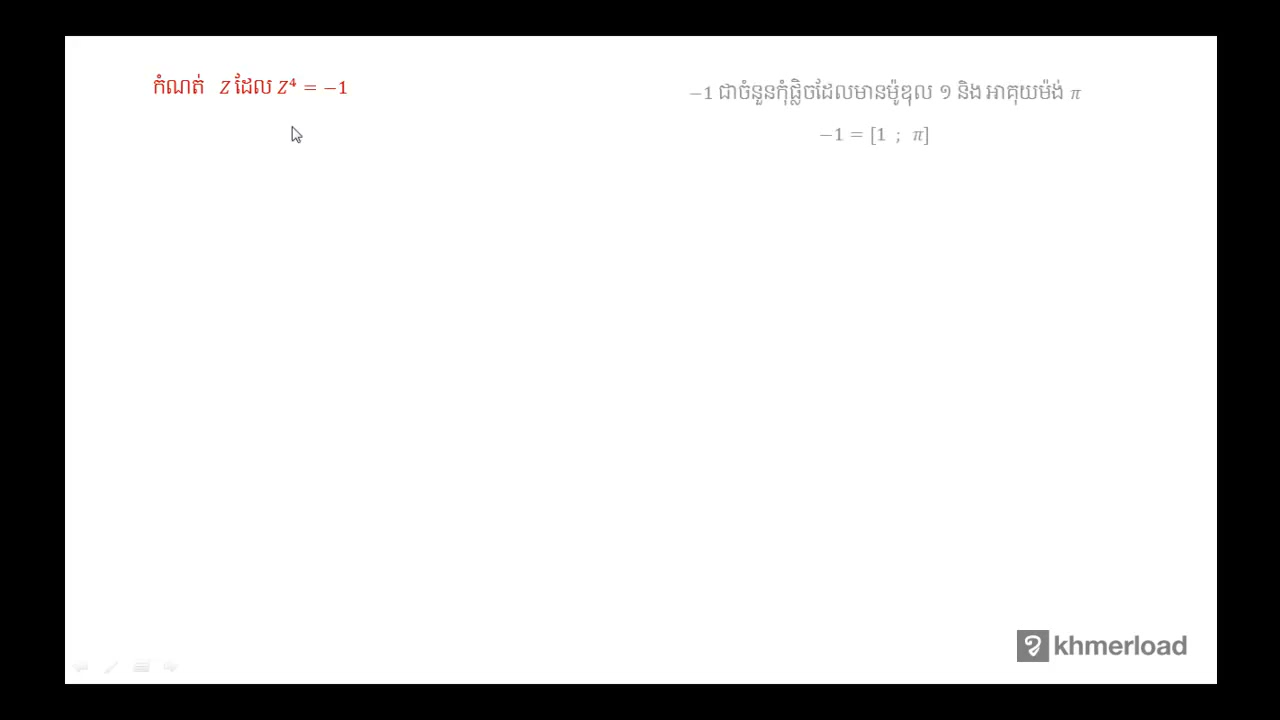 កំណត់ Z ដែល Z⁴ = −1
−1 ជាចំនួនកុំផ្លិចដែលមានម៉ូឌុល ១ និង អាគុយម៉ង់ π
−1 = [1 ; π]
khmerload